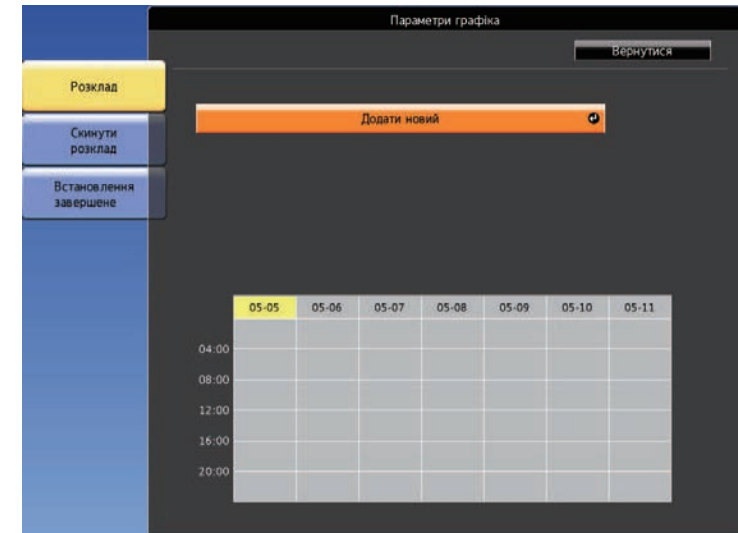 Параметри графіка
Вернутися
Розклад
Скинути
розклад
Встановлення
завершене
Додати новий
05-05 05-06 05-07 05-08 05-09 05-10 05-11
04:00
08:00
12:00
16:00
20:00